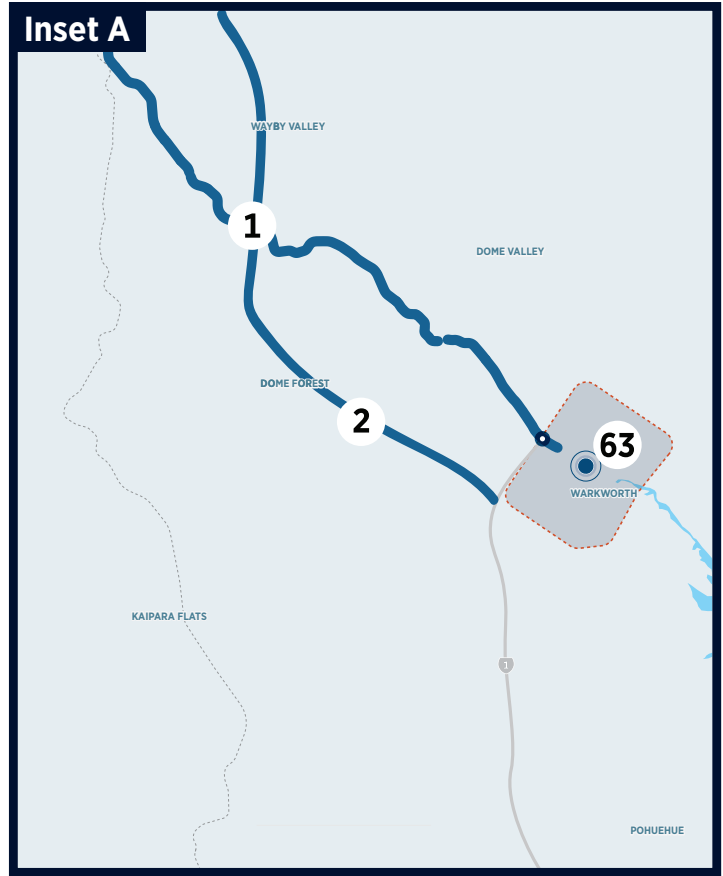 Inset A
WAYBY VALLEY
1
DOME VALLEY
DOME FOREST
2
63
WARKWORTH
KAIPARA FLATS
1
POHUEHUE